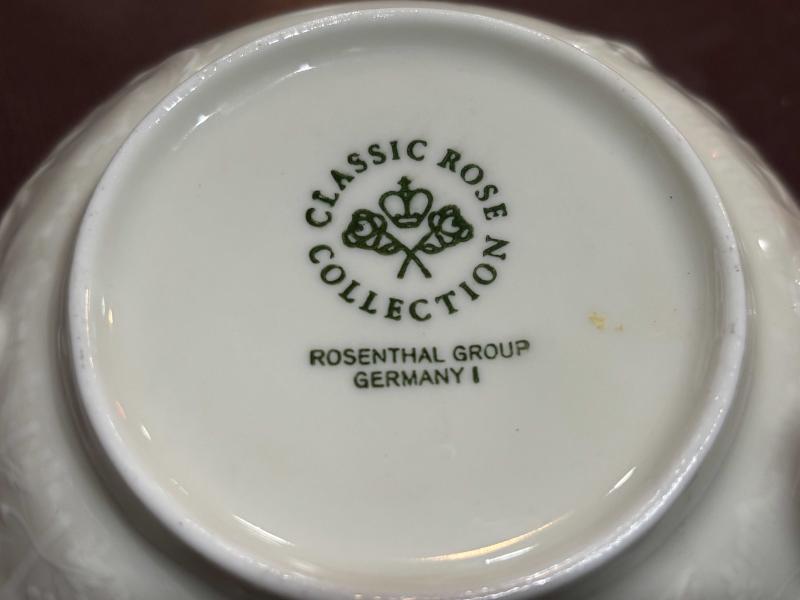 CLASSIC ROSE
COLLECTION
ROSENTHAL GROUP
GERMANY I